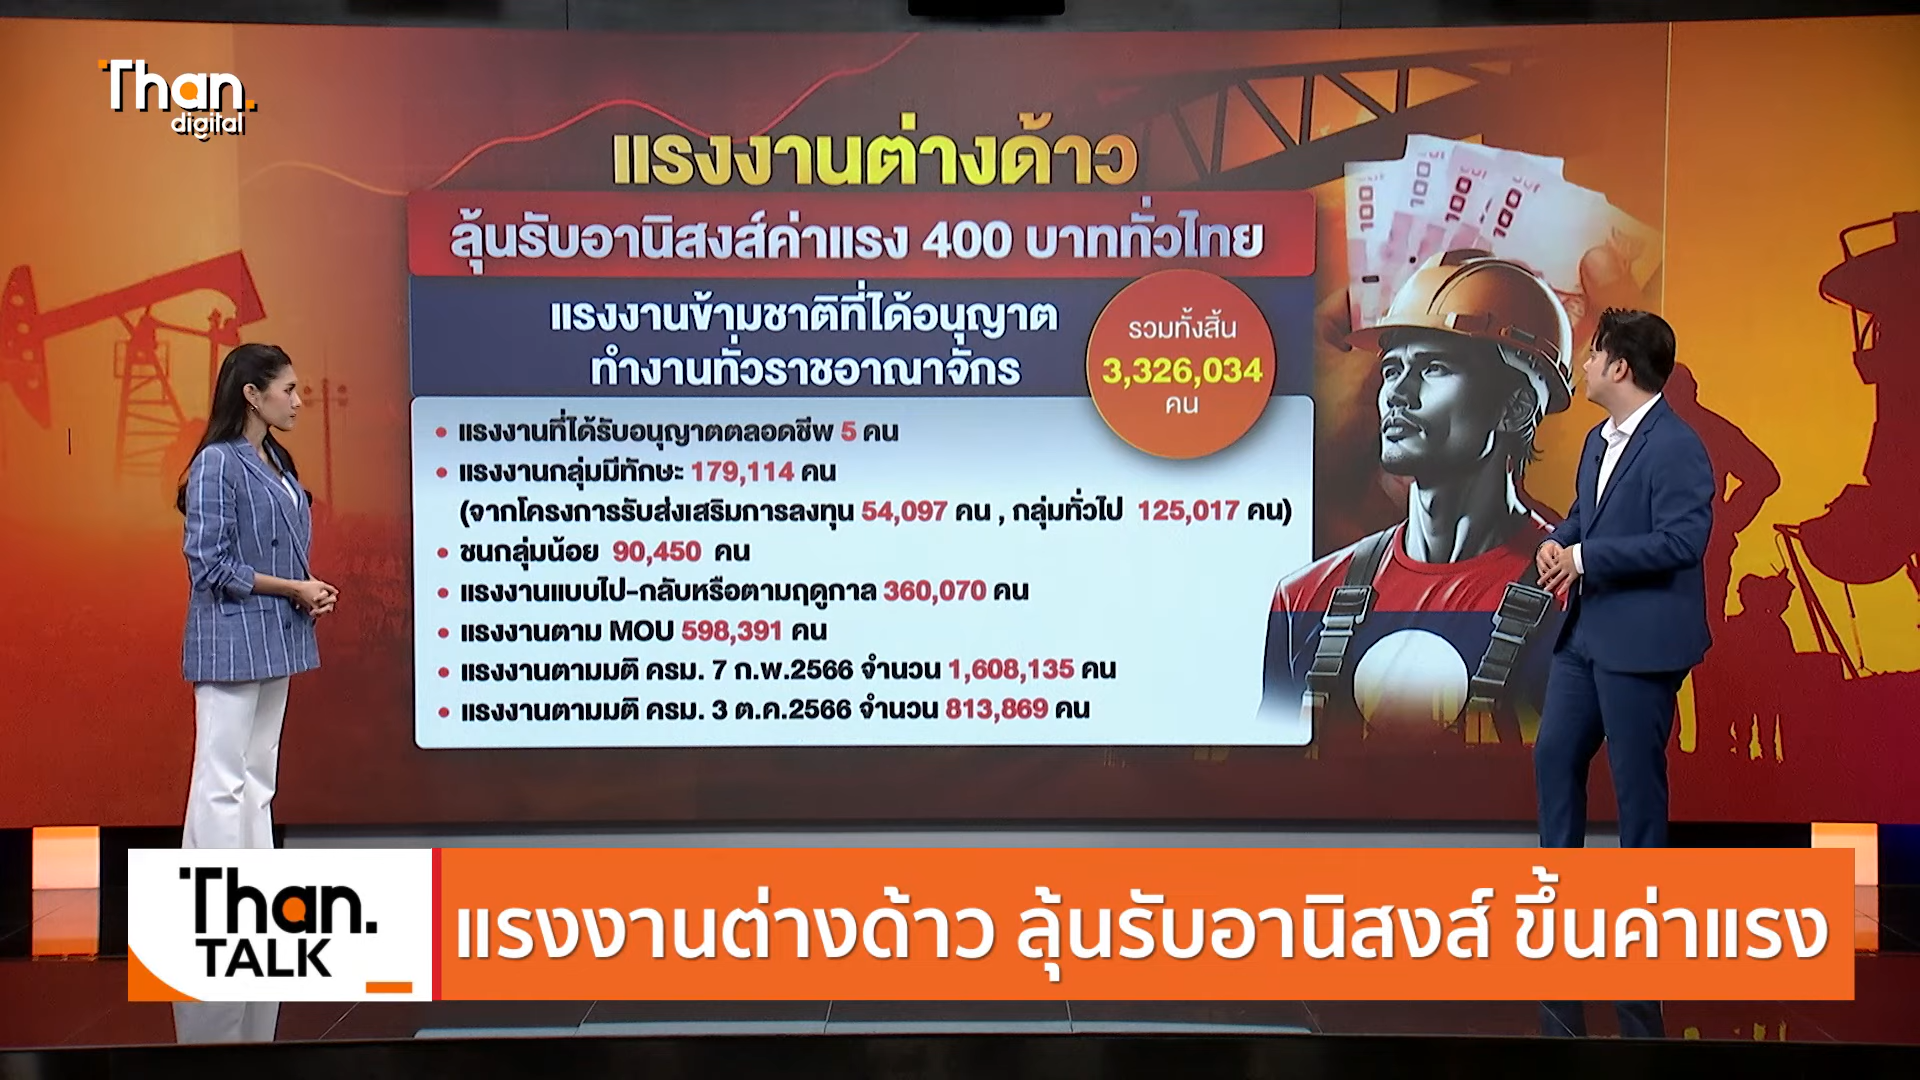 Than.
digital
แรงงานต่างด้าว
ลุ้นรับอานิสงส์ค่าแรง 400 บาททั่วไทย
แรงงานข้ามชาติที่ได้อนุญาต
ทำงานทั่วราชอาณาจักร
รวมทั้งสิ้น
3,326,034
คน
• แรงงานที่ได้รับอนุญาตตลอดชีพ 5 คน
• แรงงานกลุ่มมีทักษะ 179,114 คน
(จากโครงการรับส่งเสริมการลงทุน 54,097 คน , กลุ่มทั่วไป 125,017 คน)
• ชนกลุ่มน้อย 90,450 คน
• แรงงานแบบไป-กลับหรือตามฤดูกาล 360,070 คน
• แรงงานตาม MOU 598,391 คน
• แรงงานตามมติ ครม. 7 ก.พ.2566 จำนวน 1,608,135 คน
• แรงงานตามมติ ครม. 3 ต.ค.2566 จำนวน 813,869 คน
100
100
100
100
Than.
TALK
แรงงานต่างด้าว ลุ้นรับอานิสงส์ ขึ้นค่าแรง